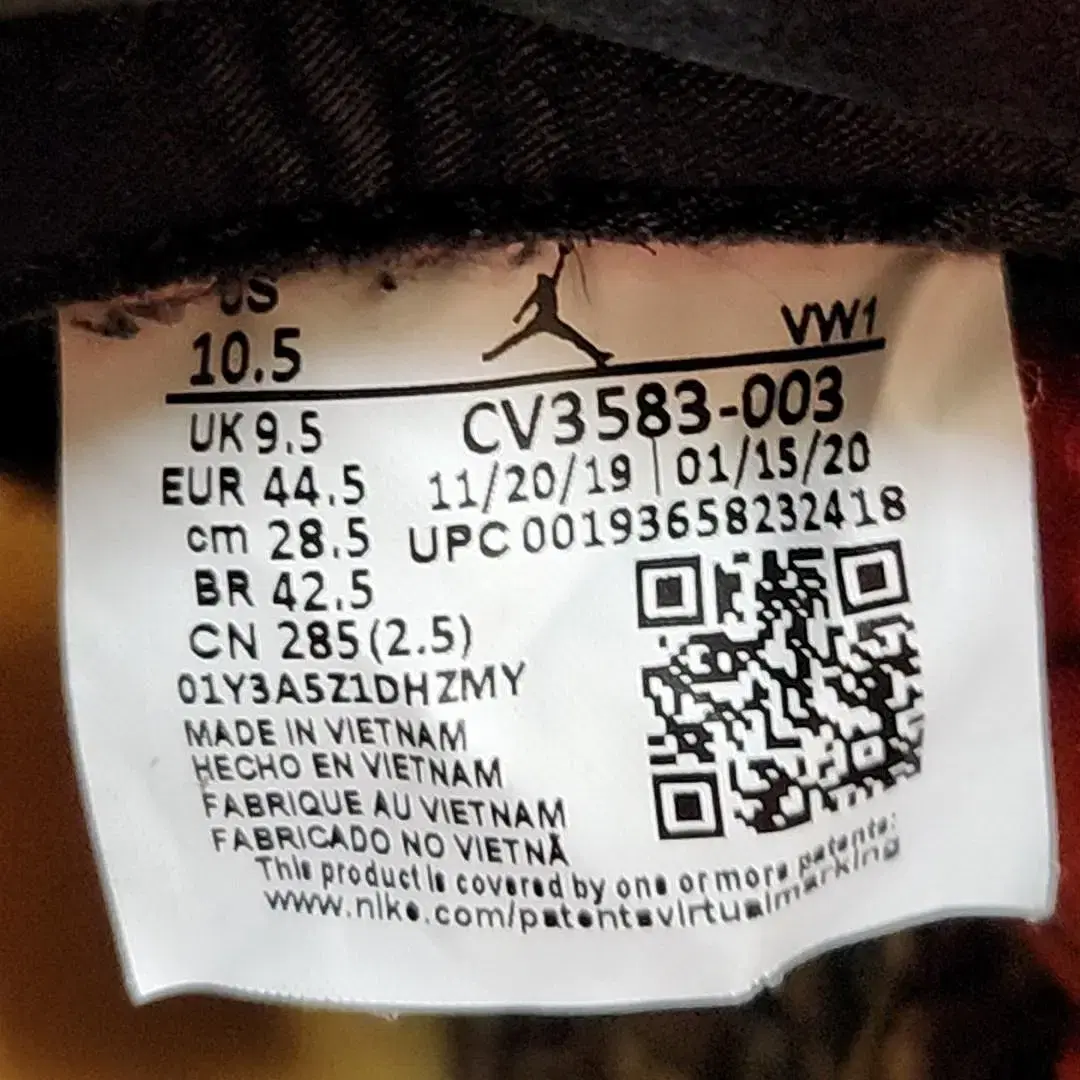 US
10.5
VW1
UK 9.5
CV3583-003
EUR 44.5
11/20/19 | 01/15/20
cm 28.5
UPC 00193658232418
BR 42.5
CN 285(2.5)
01Y3A5Z1DHZMY
MADE IN VIETNAM
HECHO EN VIETNAM
FABRIQUE AU VIETNAM
FABRICADO NO VIETNÃ
This product is covered by one or more patents:
www.nike.com/patentsvirtualmarking